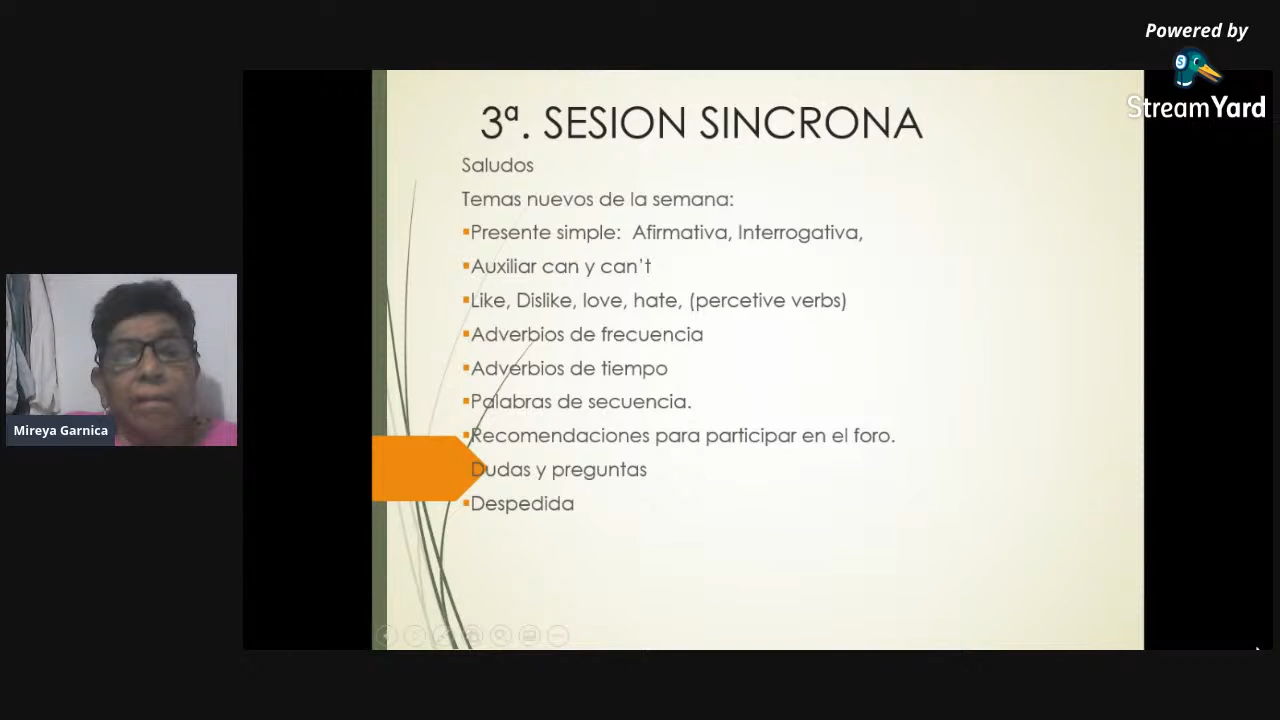 Powered by
StreamYard
3ª. SESION SINCRONA
Saludos
Temas nuevos de la semana:
▪Presente simple:  Afirmativa, Interrogativa,
▪Auxiliar can y can't
▪Like, Dislike, love, hate, (percetive verbs)
▪Adverbios de frecuencia
▪Adverbios de tiempo
▪Palabras de secuencia.
▪Recomendaciones para participar en el foro.
Dudas y preguntas
▪Despedida
Mireya Garnica